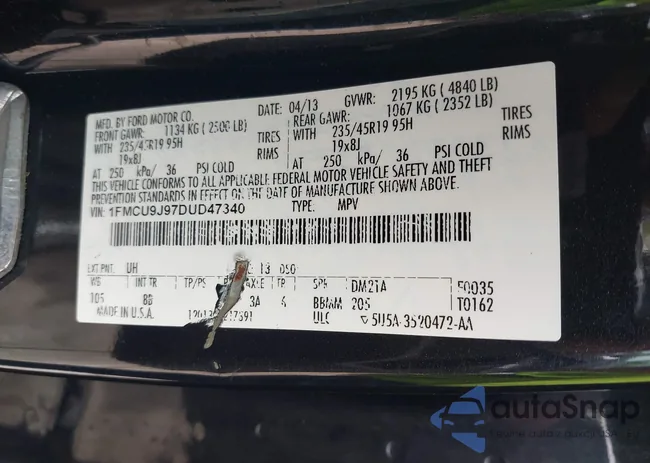 MFD. BY FORD MOTOR CO.
DATE: 04/13 GVWR: 2195 KG ( 4840 LB)
FRONT GAWR: 1134 KG ( 2500 LB) REAR GAWR: 1067 KG ( 2352 LB)
WITH 235/45R19 95H TIRES WITH 235/45R19 95H TIRES
19x8J RIMS 19x8J RIMS
AT 250 kPa/ 36 PSI COLD AT 250 kPa/ 36 PSI COLD
THIS VEHICLE CONFORMS TO ALL APPLICABLE FEDERAL MOTOR VEHICLE SAFETY AND THEFT
PREVENTION STANDARDS IN EFFECT ON THE DATE OF MANUFACTURE SHOWN ABOVE.
VIN: 1FMCU9J97DUD47340 TYPE: MPV
EXT PNT: UH 13
WB INT TR TP/PS AXLE TR SPR DM21A F0035
105 8B 3A BBMM 205 T0162
MADE IN U.S.A. ULC 5U5A-3520472-AA
autoSnap